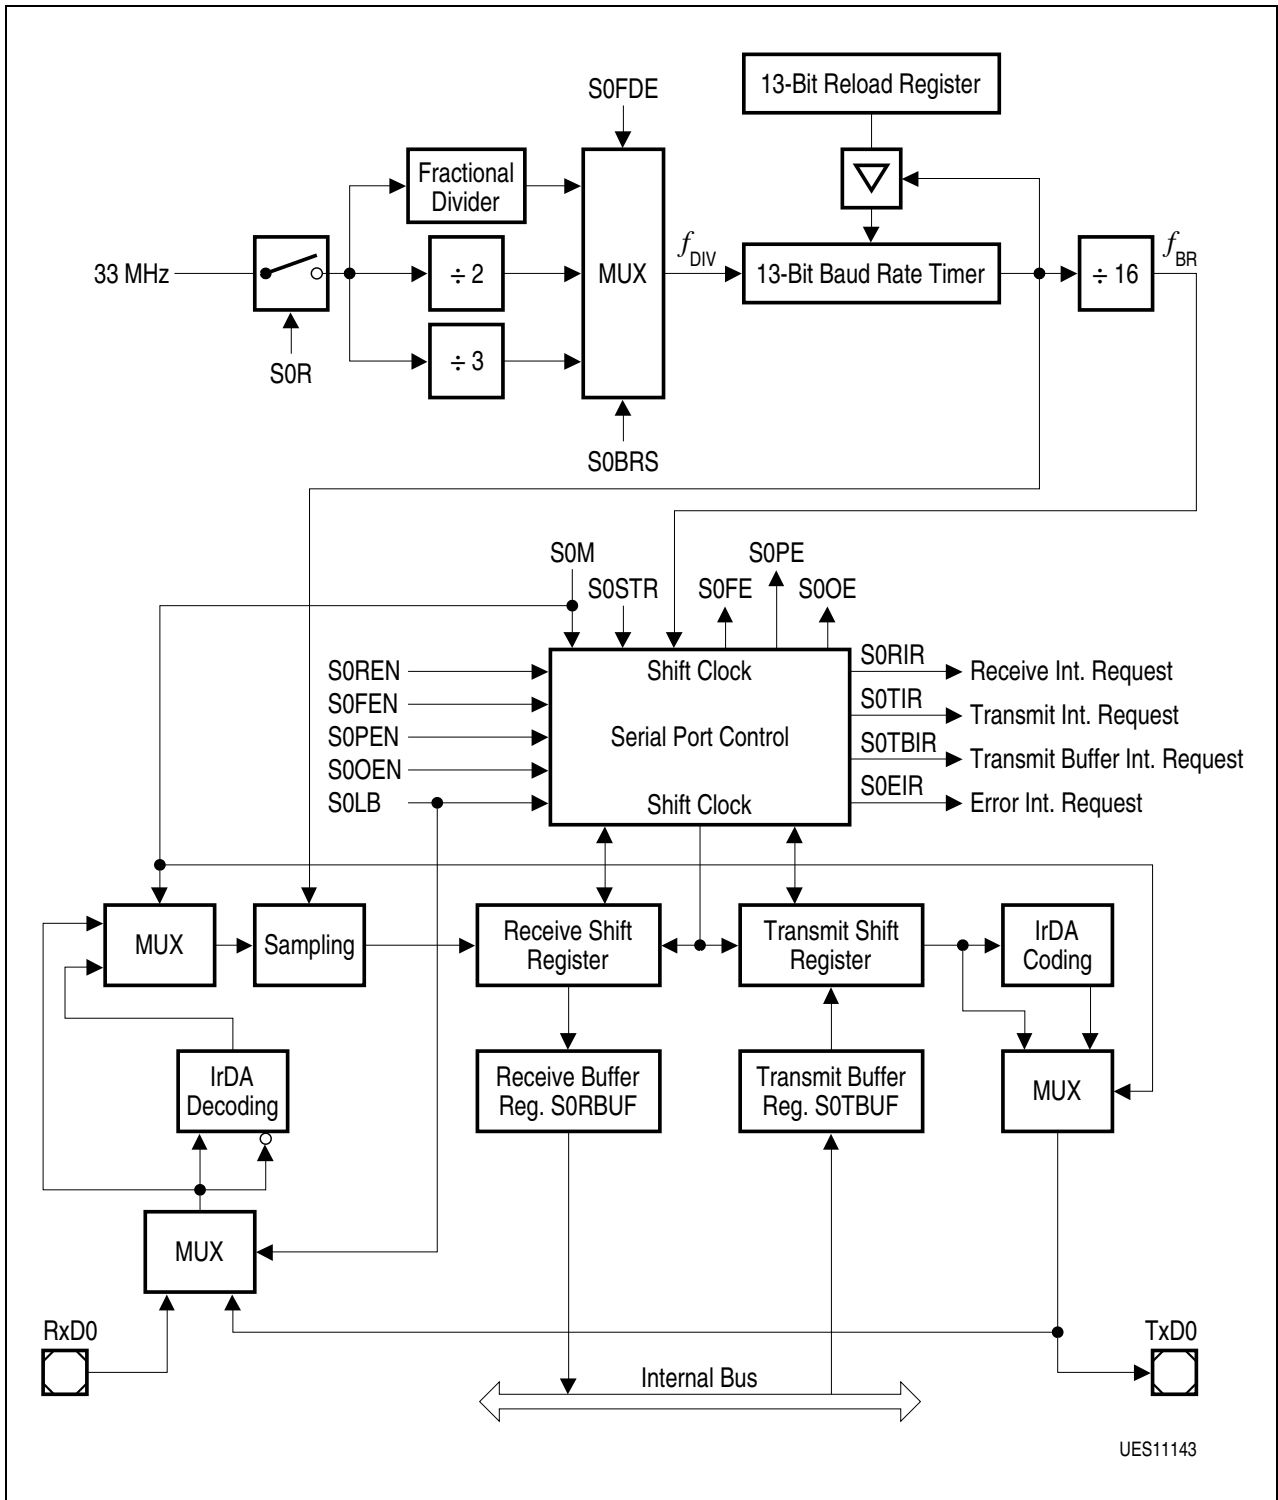 13-Bit Reload Register
S0FDE
Fractional
Divider
33 MHz
÷ 2
MUX
fDIV
13-Bit Baud Rate Timer
÷ 16
fBR
÷ 3
S0R
S0BRS
S0M
S0PE
S0STR
S0FE
S0OE
S0REN
S0FEN
S0PEN
S0OEN
S0LB
Shift Clock
Serial Port Control
Shift Clock
S0RIR
Receive Int. Request
S0TIR
Transmit Int. Request
S0TBIR
Transmit Buffer Int. Request
S0EIR
Error Int. Request
MUX
Sampling
Receive Shift
Register
Transmit Shift
Register
IrDA
Coding
IrDA
Decoding
Receive Buffer
Reg. S0RBUF
Transmit Buffer
Reg. S0TBUF
MUX
MUX
RxD0
TxD0
Internal Bus
UES11143